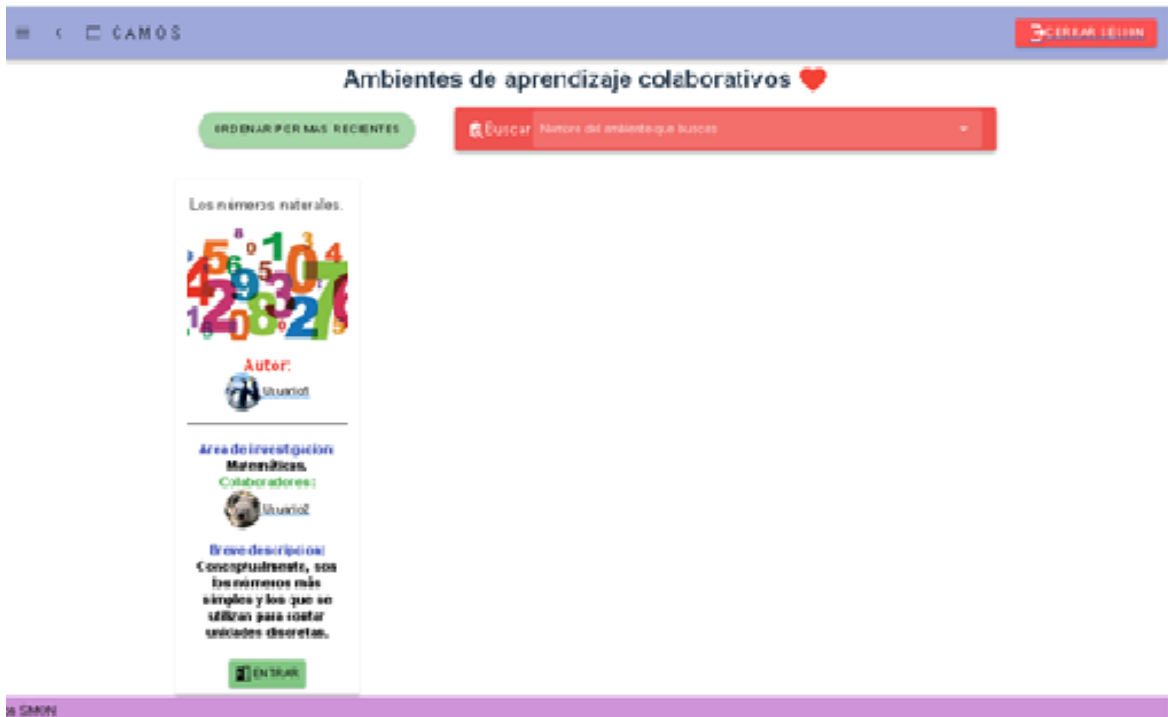 CAMOS
CERRAR SESION
Ambientes de aprendizaje colaborativos
ORDENAR POR MAS RECIENTES
Buscar Nombre del ambiente que buscas
Los números naturales.
Autor:
Usuario1
Area de investigacion:
Matemáticas.
Colaboradores:
Usuario2
Breve descripcion:
Conceptualmente, son
los números más
simples y los que se
utilizan para contar
unidades discretas.
ENTRAR